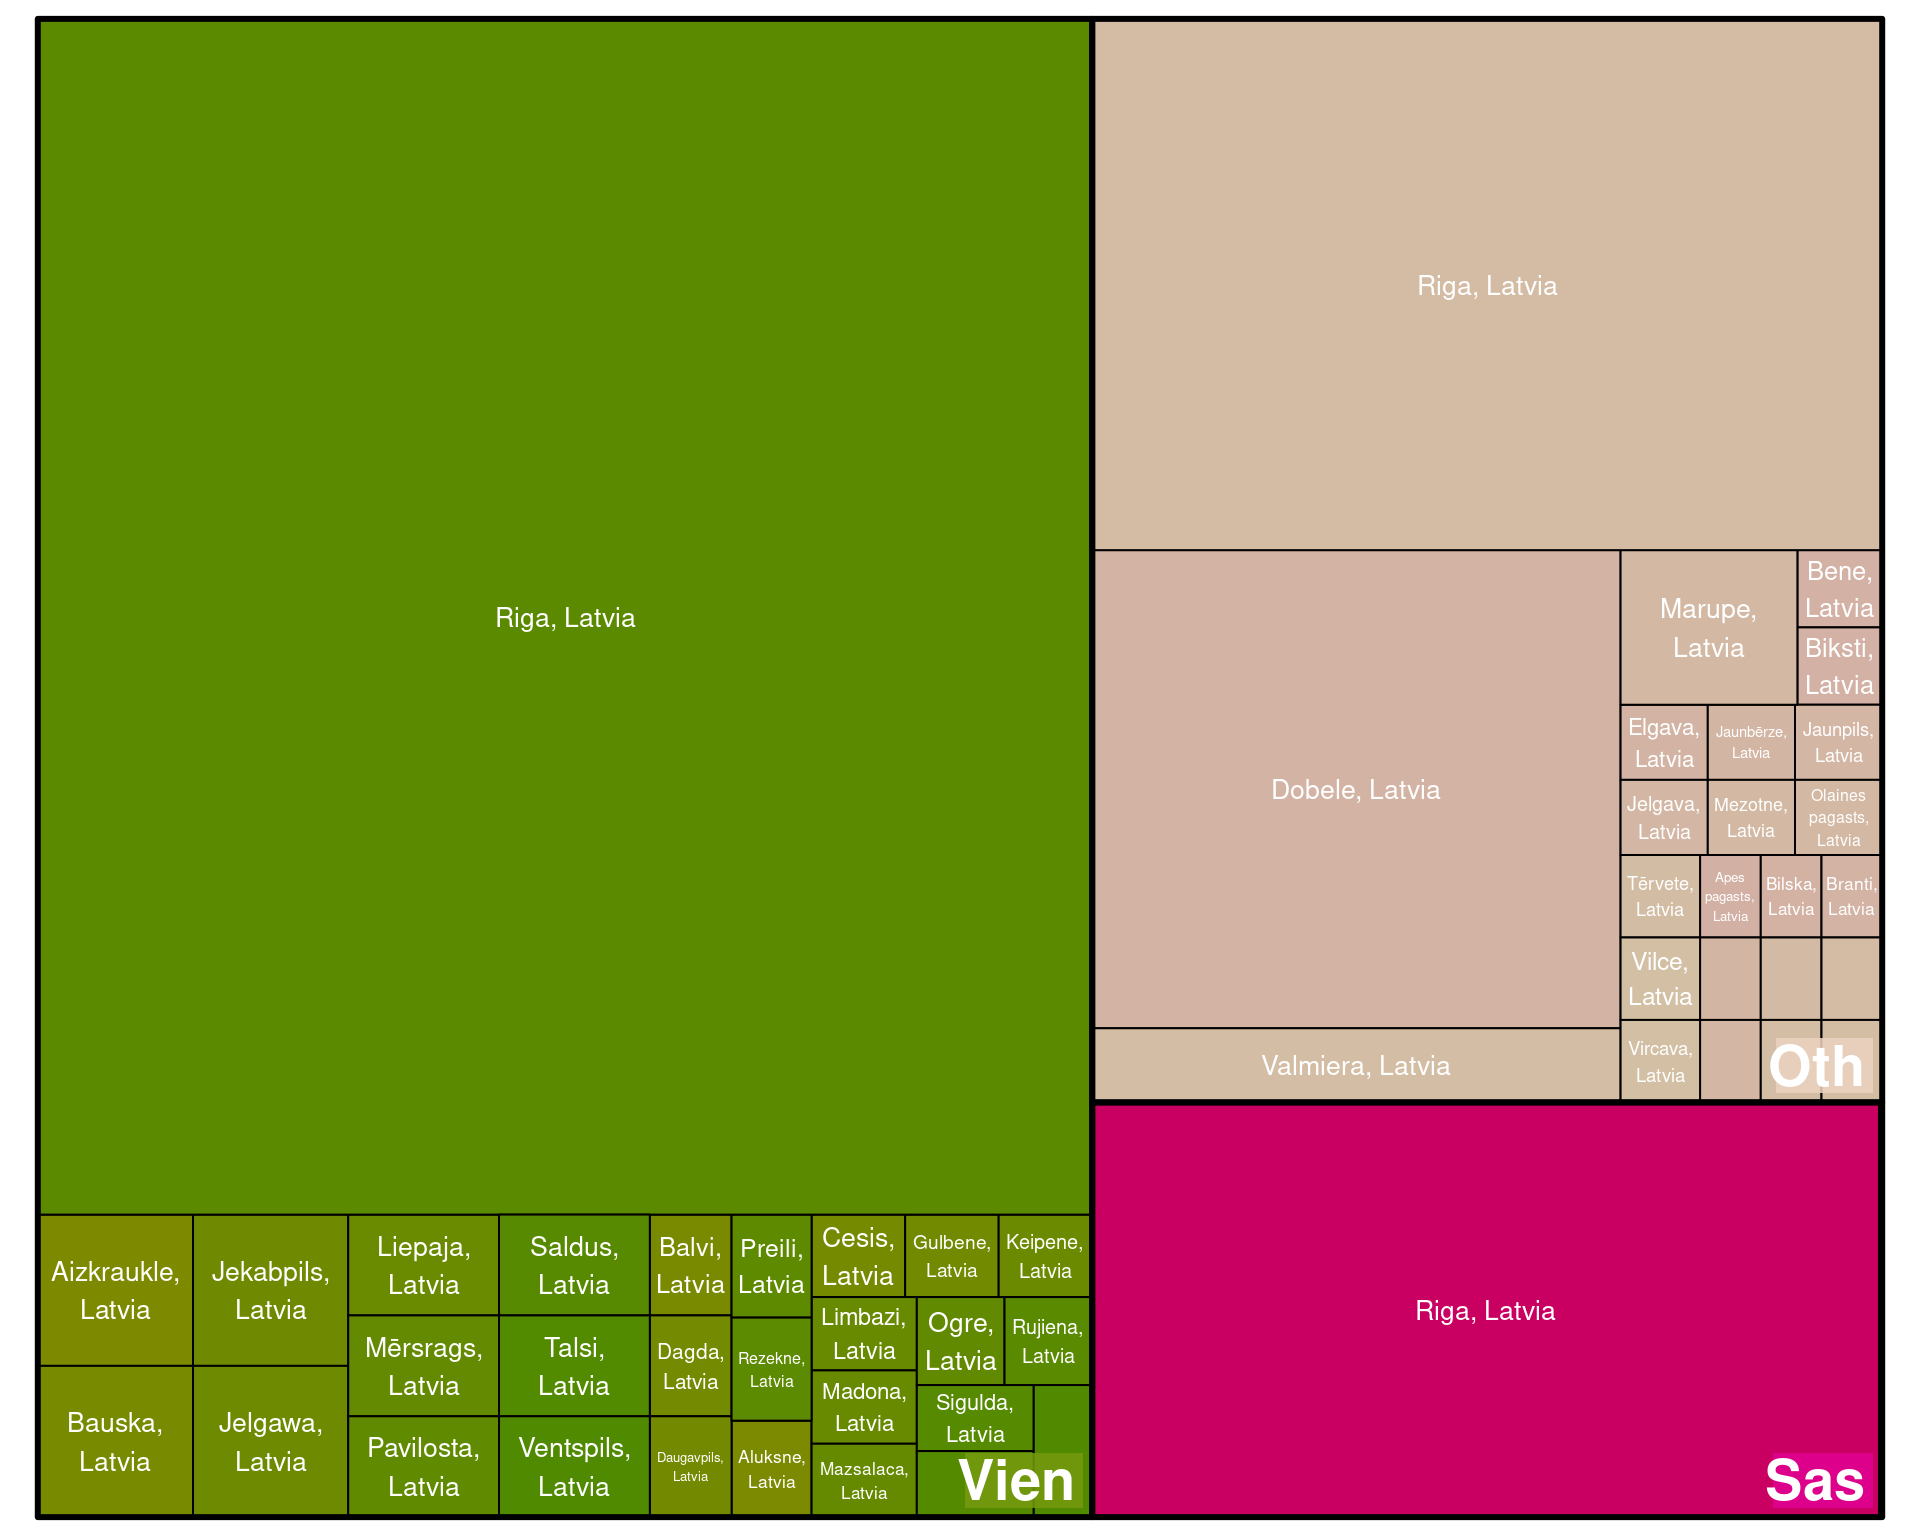 Riga, Latvia
Aizkraukle,
Latvia
Bauska,
Latvia
Jekabpils,
Latvia
Jelgawa,
Latvia
Liepaja,
Latvia
Mērsrags,
Latvia
Pavilosta,
Latvia
Saldus,
Latvia
Talsi,
Latvia
Ventspils,
Latvia
Balvi,
Latvia
Dagda,
Latvia
Daugavpils,
Latvia
Preili,
Latvia
Rezekne,
Latvia
Aluksne,
Latvia
Cesis,
Latvia
Gulbene,
Latvia
Keipene,
Latvia
Limbazi,
Latvia
Madona,
Latvia
Mazsalaca,
Latvia
Ogre,
Latvia
Rujiena,
Latvia
Sigulda,
Latvia
Vien
Riga, Latvia
Dobele, Latvia
Valmiera, Latvia
Marupe,
Latvia
Bene,
Latvia
Biksti,
Latvia
Elgava,
Latvia
Jaunbērze,
Latvia
Jaunpils,
Latvia
Jelgava,
Latvia
Mezotne,
Latvia
Olaines
pagasts,
Latvia
Tērvete,
Latvia
Apes
pagasts,
Latvia
Bilska,
Latvia
Branti,
Latvia
Vilce,
Latvia
Vircava,
Latvia
Oth
Riga, Latvia
Sas